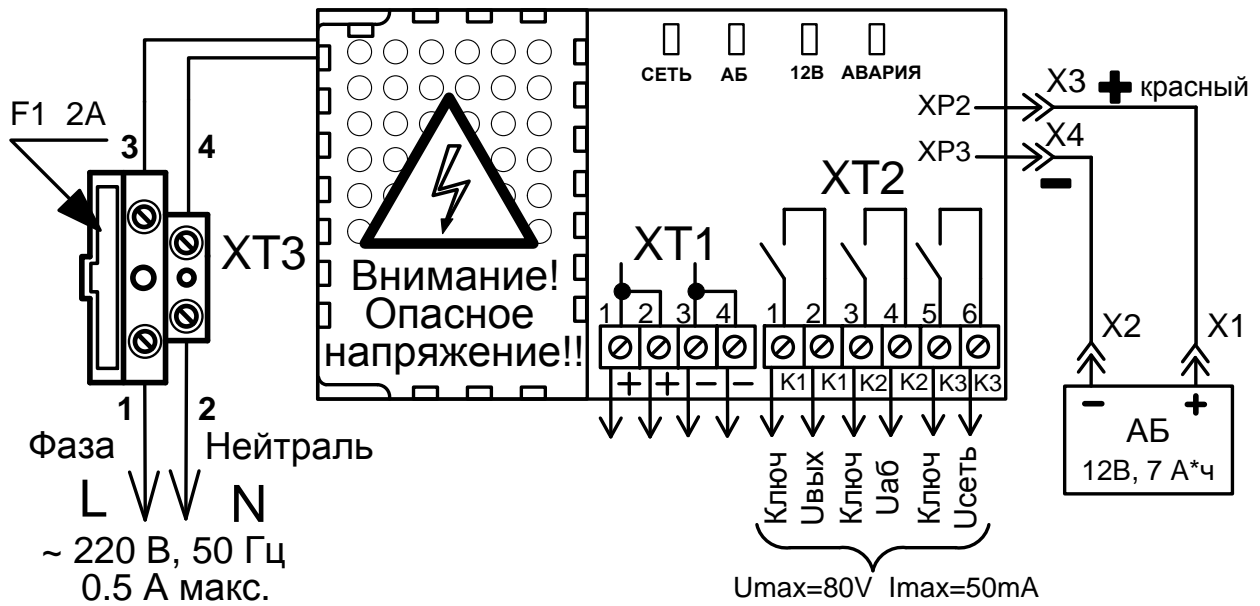 F1 2A
3
4
XT3
1
2
Фаза
Нейтраль
L
N
~ 220 В, 50 Гц
0.5 А макс.
Внимание!
Опасное
напряжение!!
СЕТЬ АБ 12В АВАРИЯ
XP2
X3 + красный
XP3
X4
−
XT1
1 2 3 4
+ + − −
XT2
1 2 3 4 5 6
К1 К1 К2 К2 К3 К3
Ключ
Uвых
Ключ
Uаб
Ключ
Uсеть
Umax=80V Imax=50mA
X2
X1
− +
АБ
12В, 7 А*ч